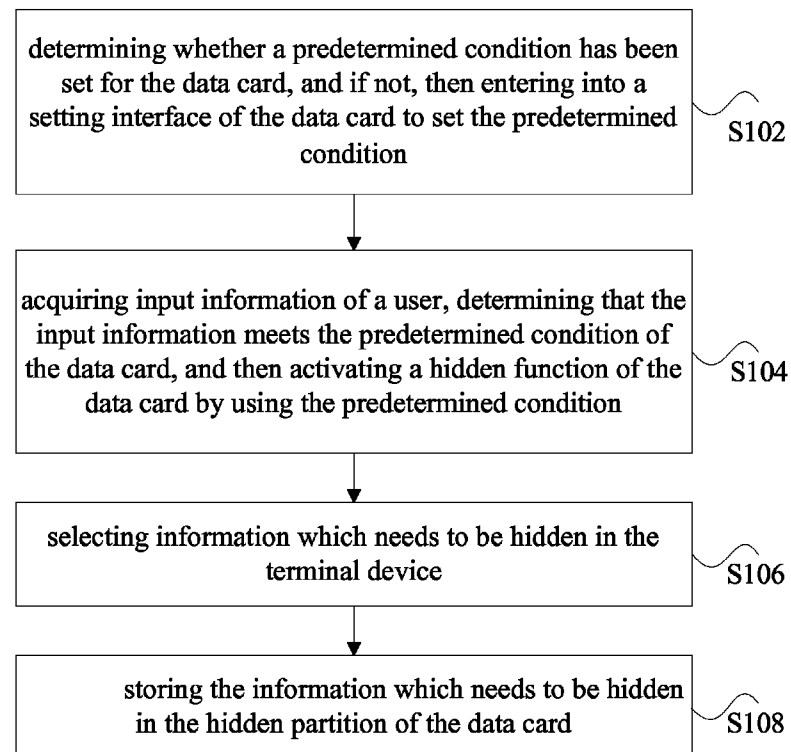 determining whether a predetermined condition has been
set for the data card, and if not, then entering into a
setting interface of the data card to set the predetermined
condition
S102
acquiring input information of a user, determining that the
input information meets the predetermined condition of
the data card, and then activating a hidden function of the
data card by using the predetermined condition
S104
selecting information which needs to be hidden in the
terminal device
S106
storing the information which needs to be hidden
in the hidden partition of the data card
S108